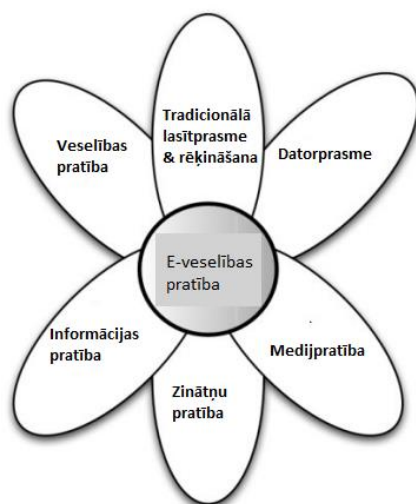 Tradicionālā
lasītprasme
& rēķināšana
Veselības
pratība
Datorprasme
E-veselības
pratība
Informācijas
pratība
Medijpratība
Zinātņu
pratība